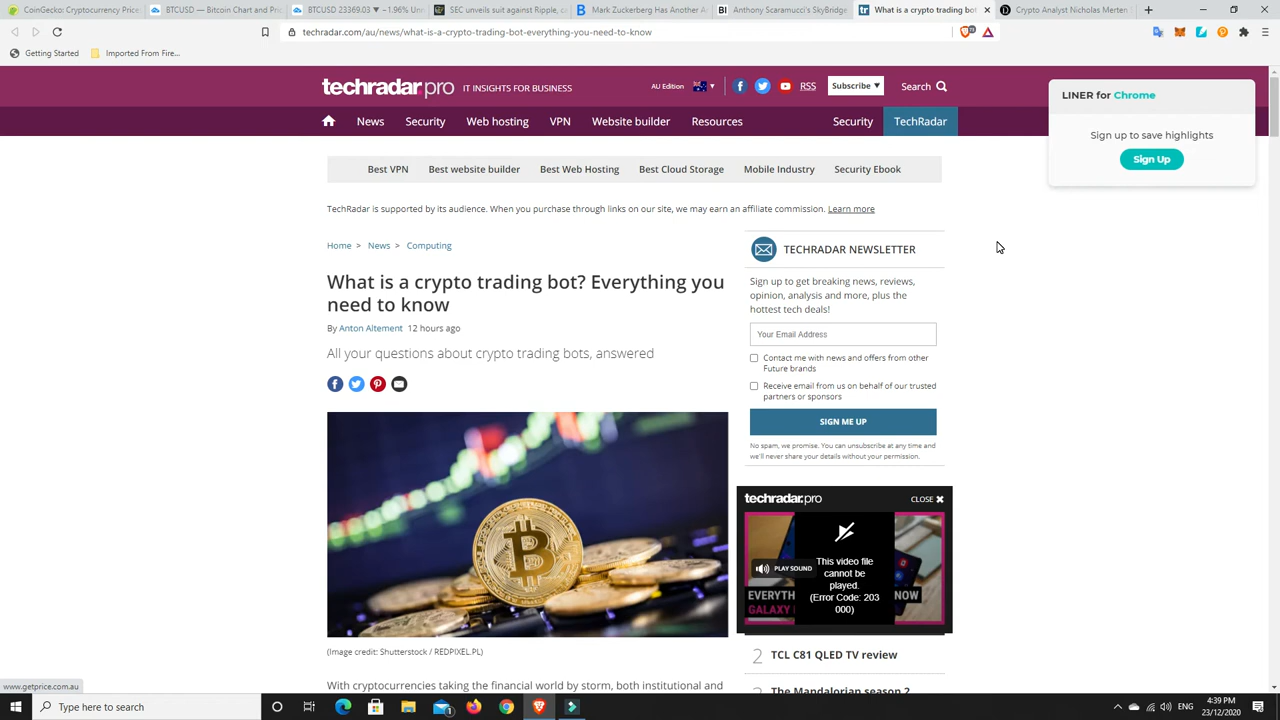 CoinGecko: Cryptocurrency Prices
BTCUSD — Bitcoin Chart and Pric
BTCUSD 23369.03 ▼ −1.96% Un
SEC unveils suit against Ripple, ca
Mark Zuckerberg Has Another A
Anthony Scaramucci's SkyBridge
What is a crypto trading bot
Crypto Analyst Nicholas Merten
techradar.com/au/news/what-is-a-crypto-trading-bot-everything-you-need-to-know
Getting Started
Imported From Fire...
techradar.pro IT INSIGHTS FOR BUSINESS
AU Edition
RSS
Subscribe ▼
Search
News
Security
Web hosting
VPN
Website builder
Resources
Security
TechRadar
LINER for Chrome
Sign up to save highlights
Sign Up
Best VPN
Best website builder
Best Web Hosting
Best Cloud Storage
Mobile Industry
Security Ebook
TechRadar is supported by its audience. When you purchase through links on our site, we may earn an affiliate commission. Learn more
Home > News > Computing
What is a crypto trading bot? Everything you
need to know
By Anton Altement 12 hours ago
All your questions about crypto trading bots, answered
(Image credit: Shutterstock / REDPIXEL.PL)
With cryptocurrencies taking the financial world by storm, both institutional and
TECHRADAR NEWSLETTER
Sign up to get breaking news, reviews,
opinion, analysis and more, plus the
hottest tech deals!
Your Email Address
Contact me with news and offers from other
Future brands
Receive email from us on behalf of our trusted
partners or sponsors
SIGN ME UP
No spam, we promise. You can unsubscribe at any time and
we'll never share your details without your permission.
techradar.pro
CLOSE ✖
PLAY SOUND
This video file
cannot be
played.
(Error Code: 203
000)
EVERYTH
NOW
GALAXY
2 TCL C81 QLED TV review
The Mandalorian season 2
www.getprice.com.au
Type here to search
ENG
4:39 PM
23/12/2020